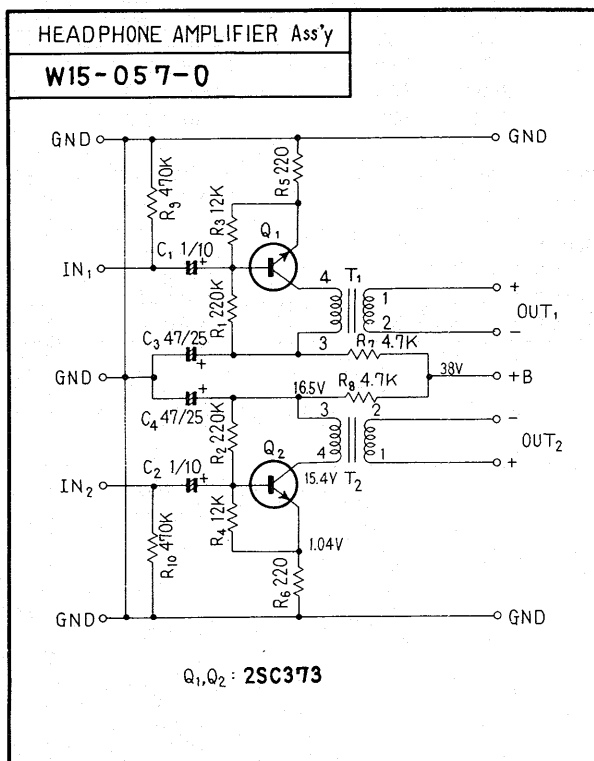 HEADPHONE AMPLIFIER Ass'y
W15-057-0
GND
GND
R9 470K
R5 220
R3 12K
Q1
C1 1/10
+
IN1
4
T1
1
+
OUT1
R1 220K
3
2
−
C3 47/25
+
R7 4.7K
GND
38V
+B
C4 47/25
+
16.5V
R8 4.7K
3
2
−
OUT2
R2 220K
Q2
4
T2
1
+
C2 1/10
+
15.4V
IN2
R4 12K
R10 470K
1.04V
R6 220
GND
GND
Q1,Q2 : 2SC373